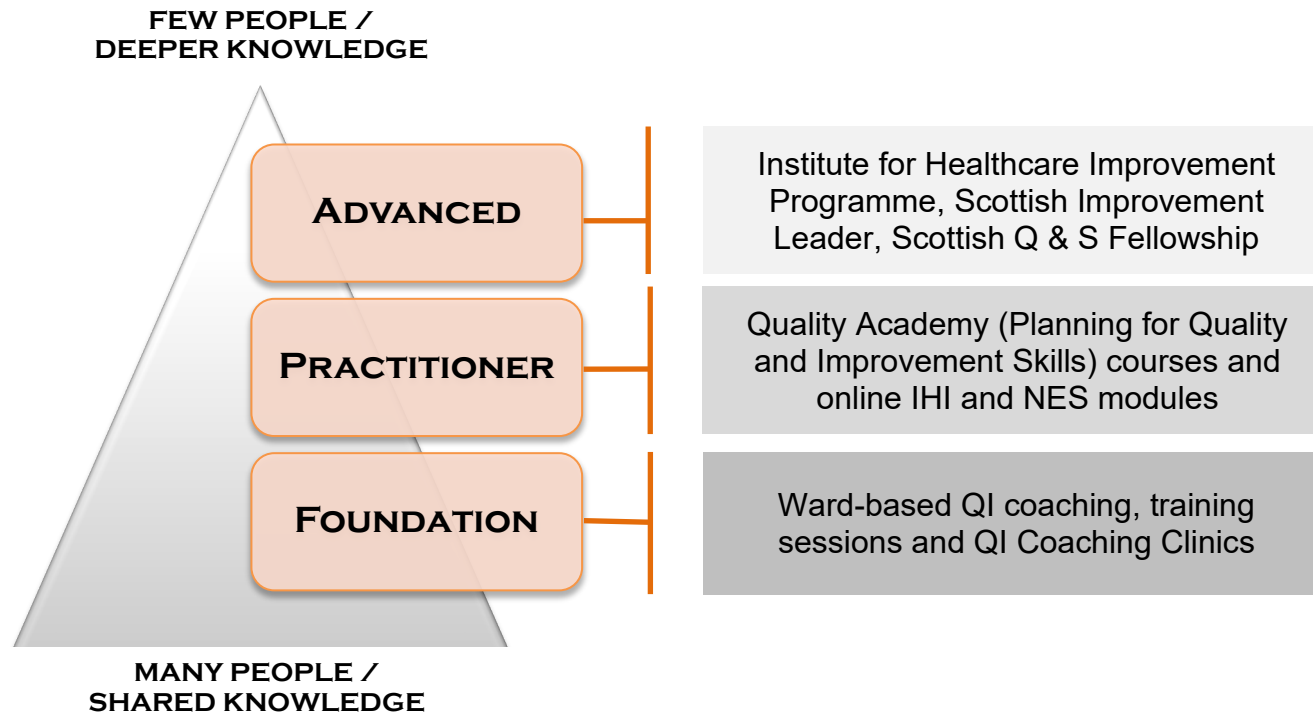 FEW PEOPLE /
DEEPER KNOWLEDGE
ADVANCED
Institute for Healthcare Improvement
Programme, Scottish Improvement
Leader, Scottish Q & S Fellowship
PRACTITIONER
Quality Academy (Planning for Quality
and Improvement Skills) courses and
online IHI and NES modules
FOUNDATION
Ward-based QI coaching, training
sessions and QI Coaching Clinics
MANY PEOPLE /
SHARED KNOWLEDGE